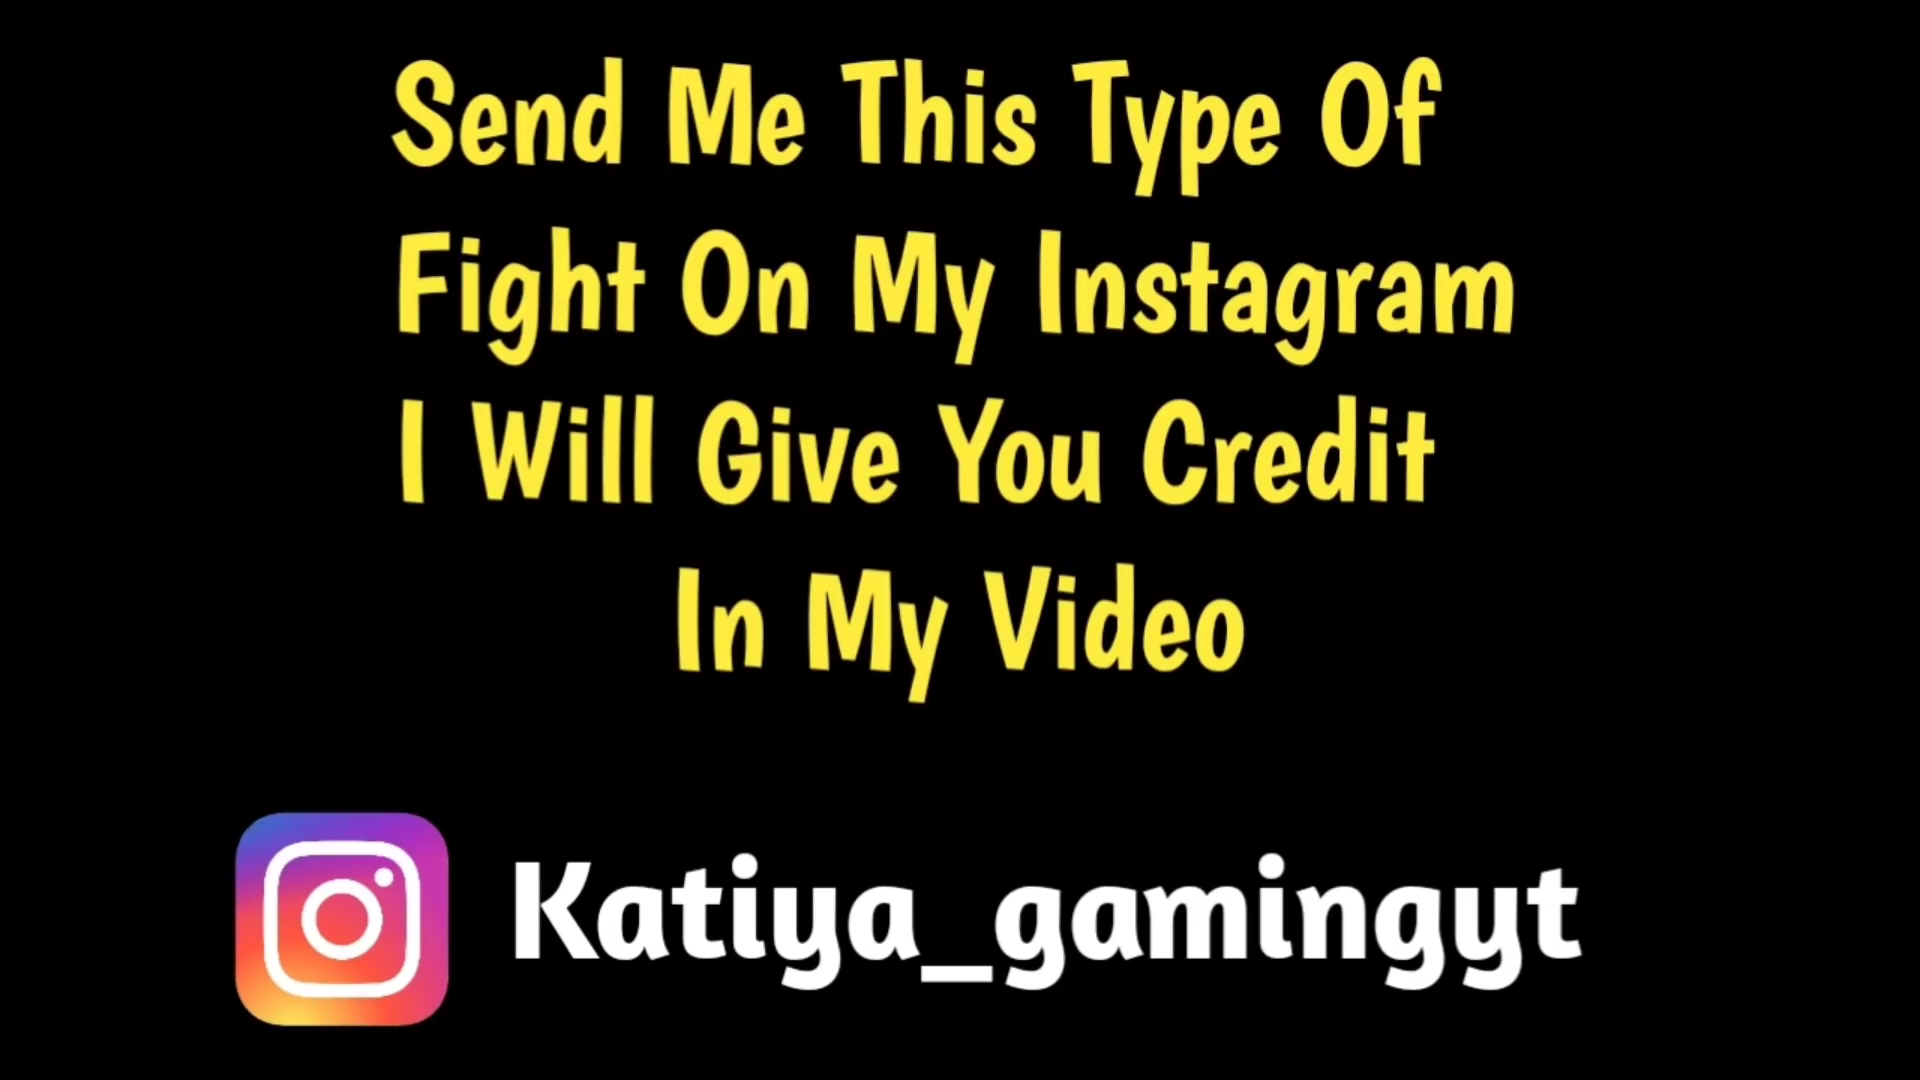 Send Me This Type Of
Fight On My Instagram
I Will Give You Credit
In My Video
Katiya_gamingyt